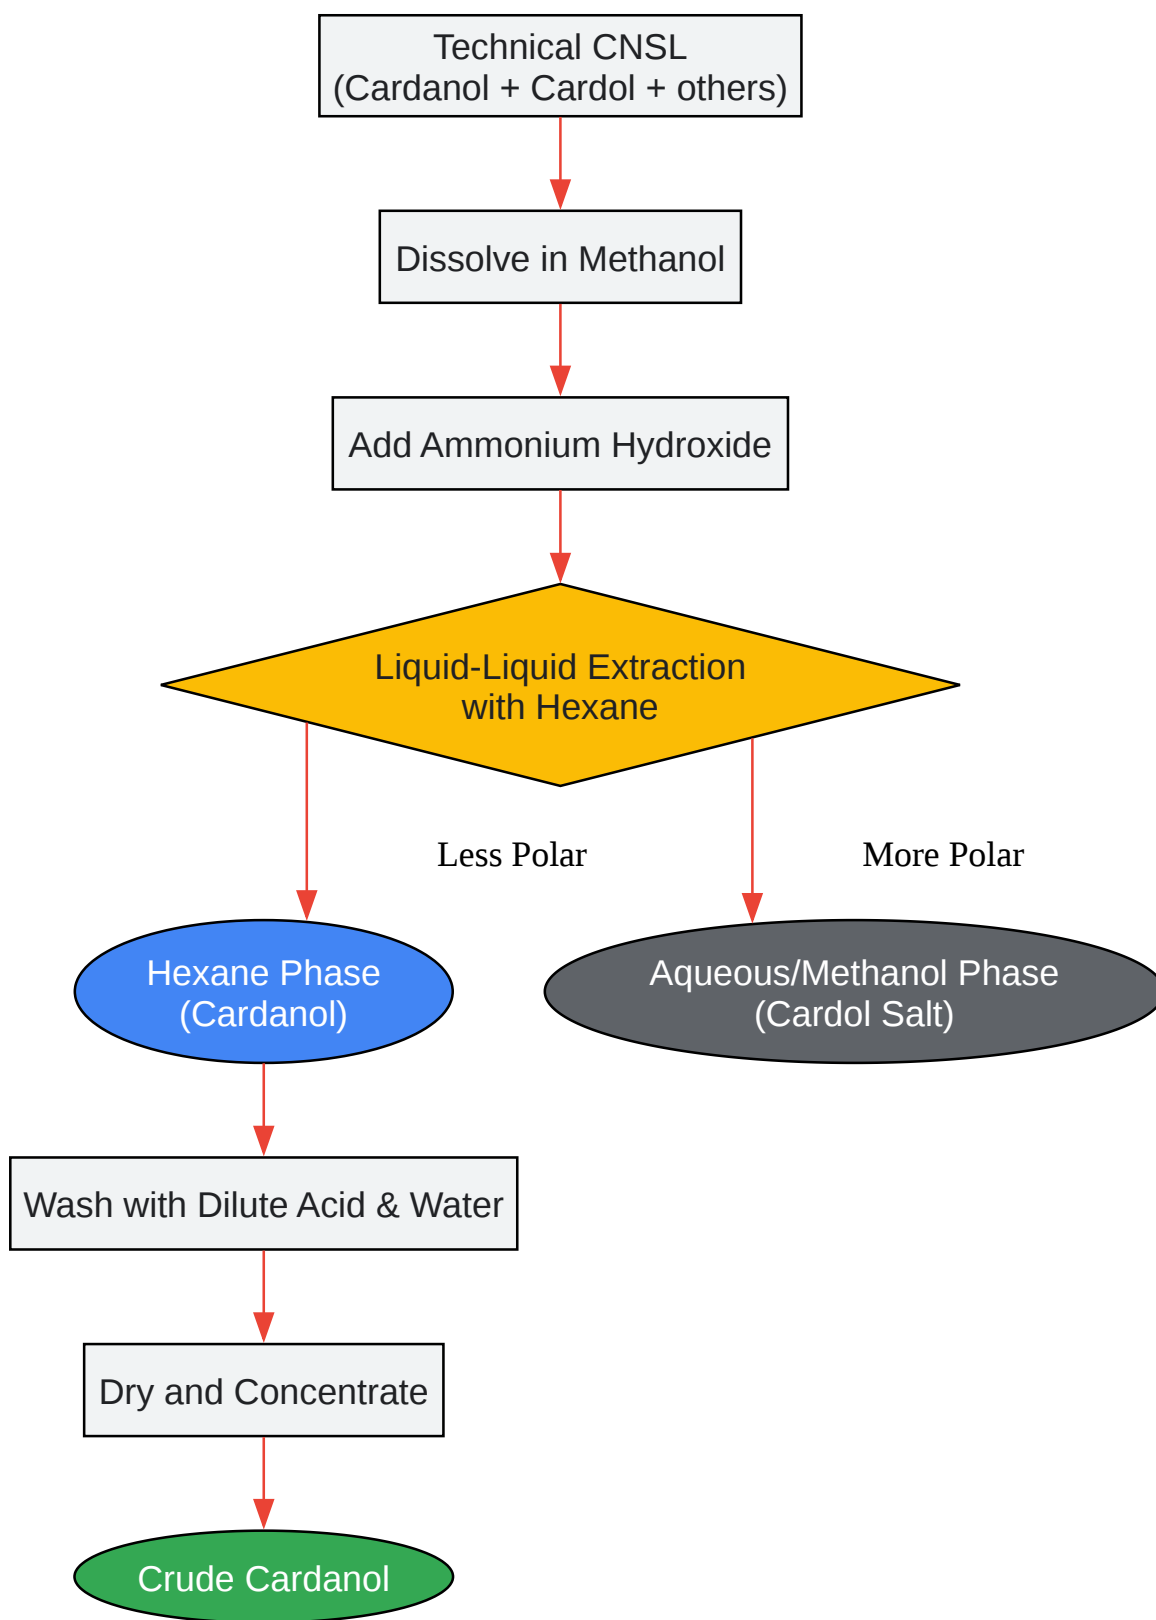 Technical CNSL
(Cardanol + Cardol + others)
Dissolve in Methanol
Add Ammonium Hydroxide
Liquid-Liquid Extraction
with Hexane
Less Polar
More Polar
Hexane Phase
(Cardanol)
Aqueous/Methanol Phase
(Cardol Salt)
Wash with Dilute Acid & Water
Dry and Concentrate
Crude Cardanol